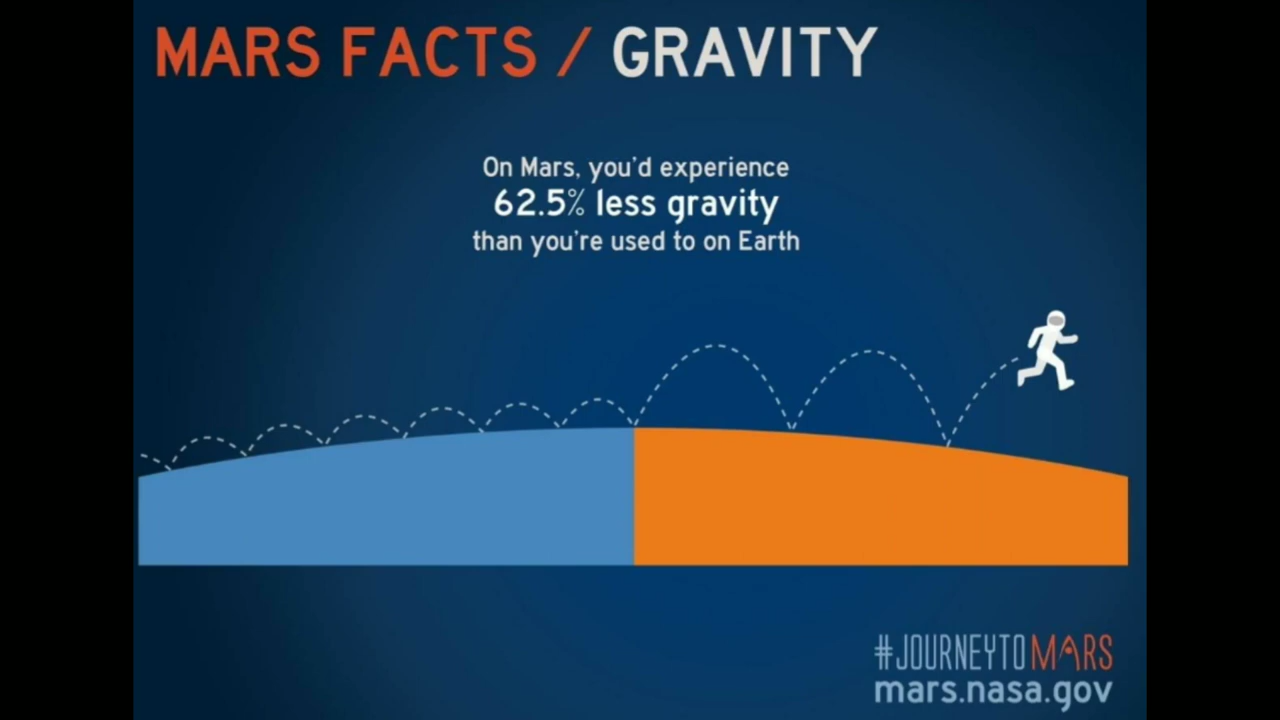 MARS FACTS / GRAVITY
On Mars, you'd experience
62.5% less gravity
than you're used to on Earth
#JOURNEYTOMARS
mars.nasa.gov